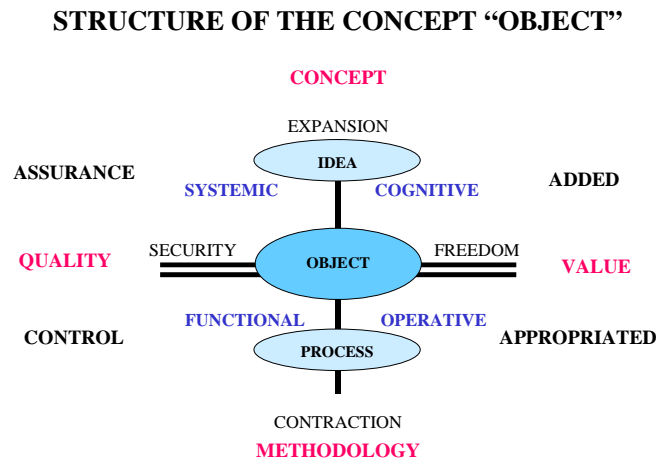 STRUCTURE OF THE CONCEPT “OBJECT”
CONCEPT
EXPANSION
IDEA
ASSURANCE
SYSTEMIC COGNITIVE
ADDED
SECURITY FREEDOM
QUALITY OBJECT VALUE
FUNCTIONAL OPERATIVE
CONTROL APPROPRIATED
PROCESS
CONTRACTION
METHODOLOGY